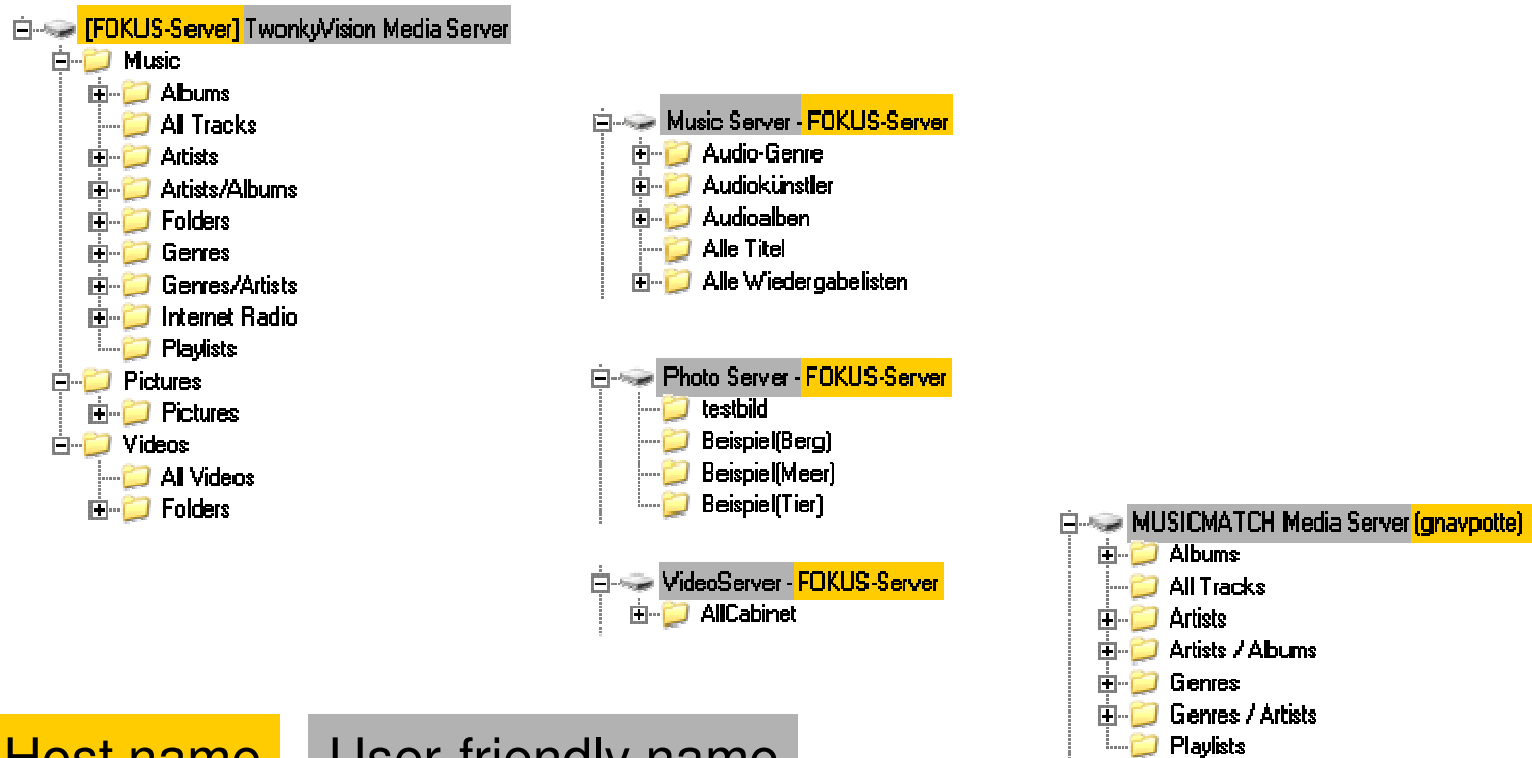 [FOKUS-Server] TwonkyVision Media Server
Music
Albums
All Tracks
Artists
Artists/Albums
Folders
Genres
Genres/Artists
Internet Radio
Playlists
Pictures
Pictures
Videos
All Videos
Folders
Music Server - FOKUS-Server
Audio-Genre
Audiokünstler
Audioalben
Alle Titel
Alle Wiedergabelisten
Photo Server - FOKUS-Server
testbild
Beispiel(Berg)
Beispiel(Meer)
Beispiel(Tier)
VideoServer - FOKUS-Server
AllCabinet
MUSICMATCH Media Server (gnavpotte)
Albums
All Tracks
Artists
Artists / Albums
Genres
Genres / Artists
Playlists
Host name
User friendly name